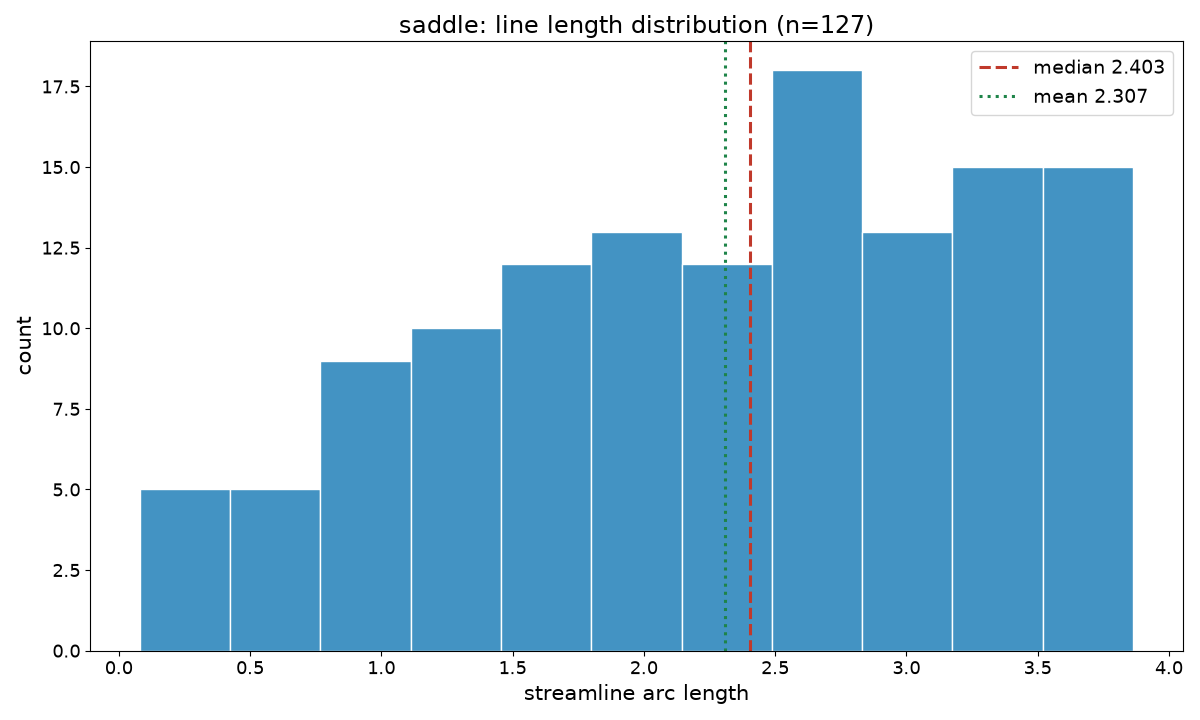 saddle: line length distribution (n=127)
median 2.403
mean 2.307
count
17.5
15.0
12.5
10.0
7.5
5.0
2.5
0.0
0.0 0.5 1.0 1.5 2.0 2.5 3.0 3.5 4.0
streamline arc length